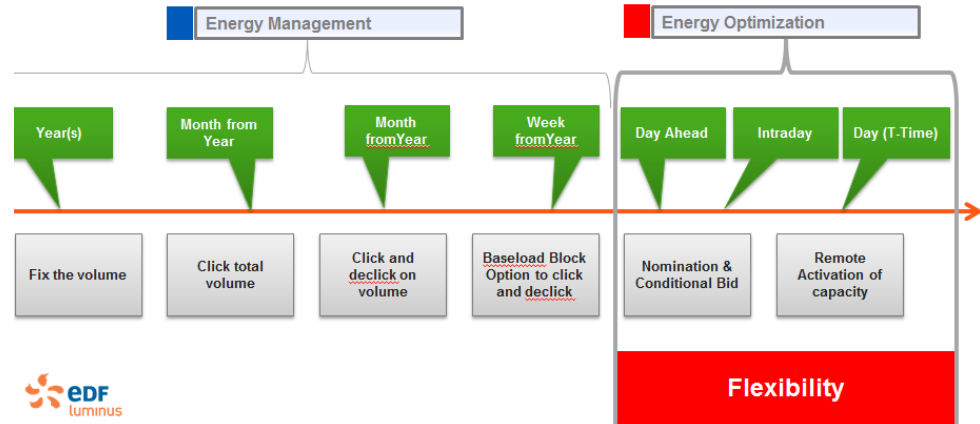 Energy Management
Energy Optimization
Year(s)
Month from
Year
Month
fromYear
Week
fromYear
Day Ahead
Intraday
Day (T-Time)
Fix the volume
Click total
volume
Click and
declick on
volume
Baseload Block
Option to click
and declick
Nomination &
Conditional Bid
Remote
Activation of
capacity
Flexibility
eDF
luminus